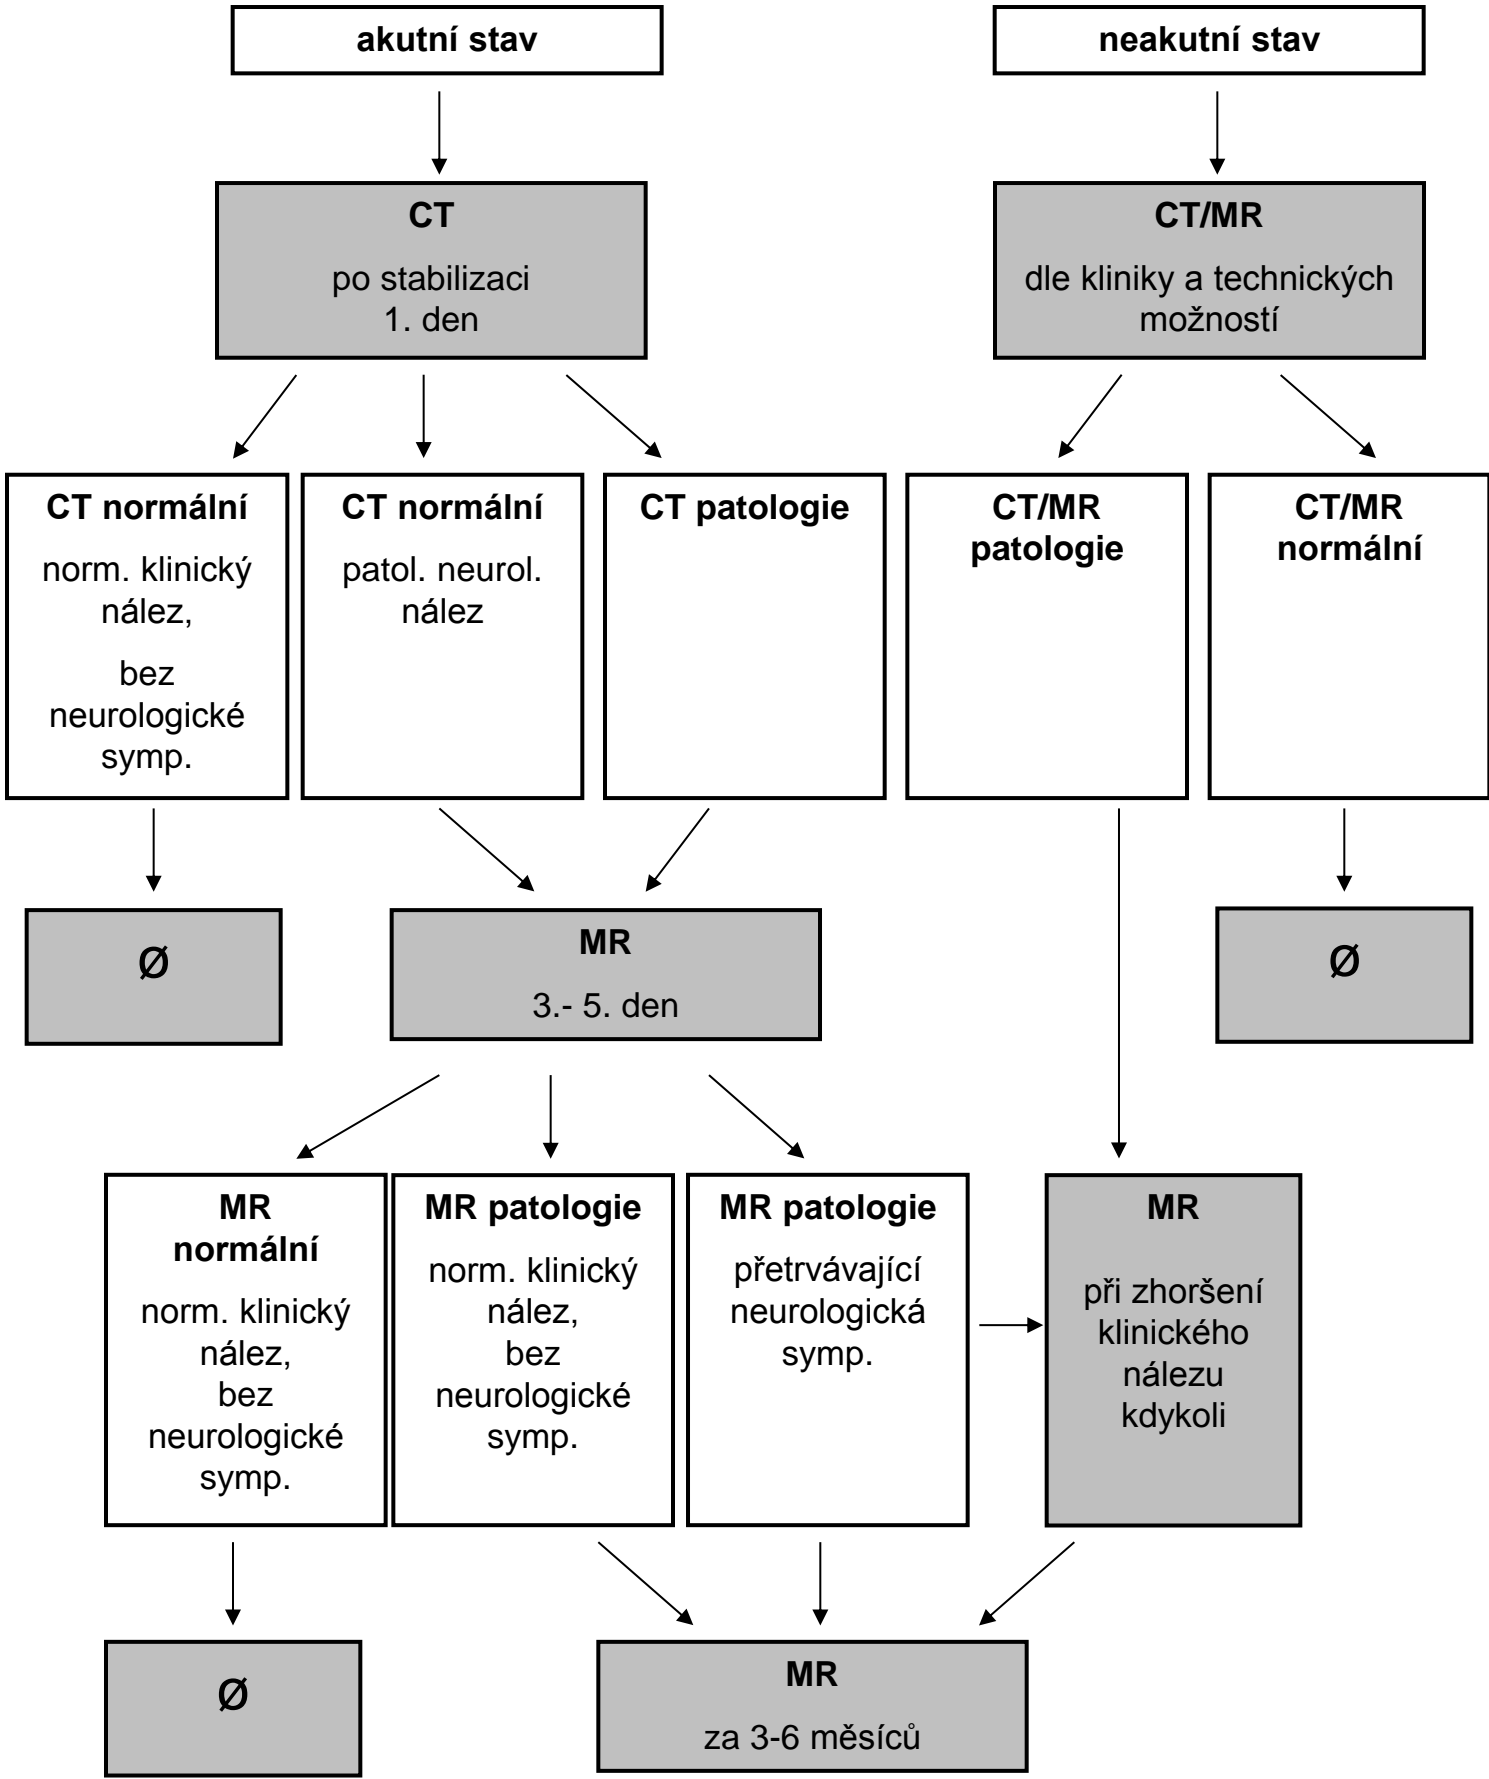 akutní stav
neakutní stav
CT
po stabilizaci
1. den
CT/MR
dle kliniky a technických
možností
CT normální
norm. klinický
nález,
bez
neurologické
symp.
CT normální
patol. neurol.
nález
CT patologie
CT/MR
patologie
CT/MR
normální
Ø
MR
3.- 5. den
Ø
MR
normální
norm. klinický
nález,
bez
neurologické
symp.
MR patologie
norm. klinický
nález,
bez
neurologické
symp.
MR patologie
přetrvávající
neurologická
symp.
MR
při zhoršení
klinického
nálezu
kdykoli
Ø
MR
za 3-6 měsíců